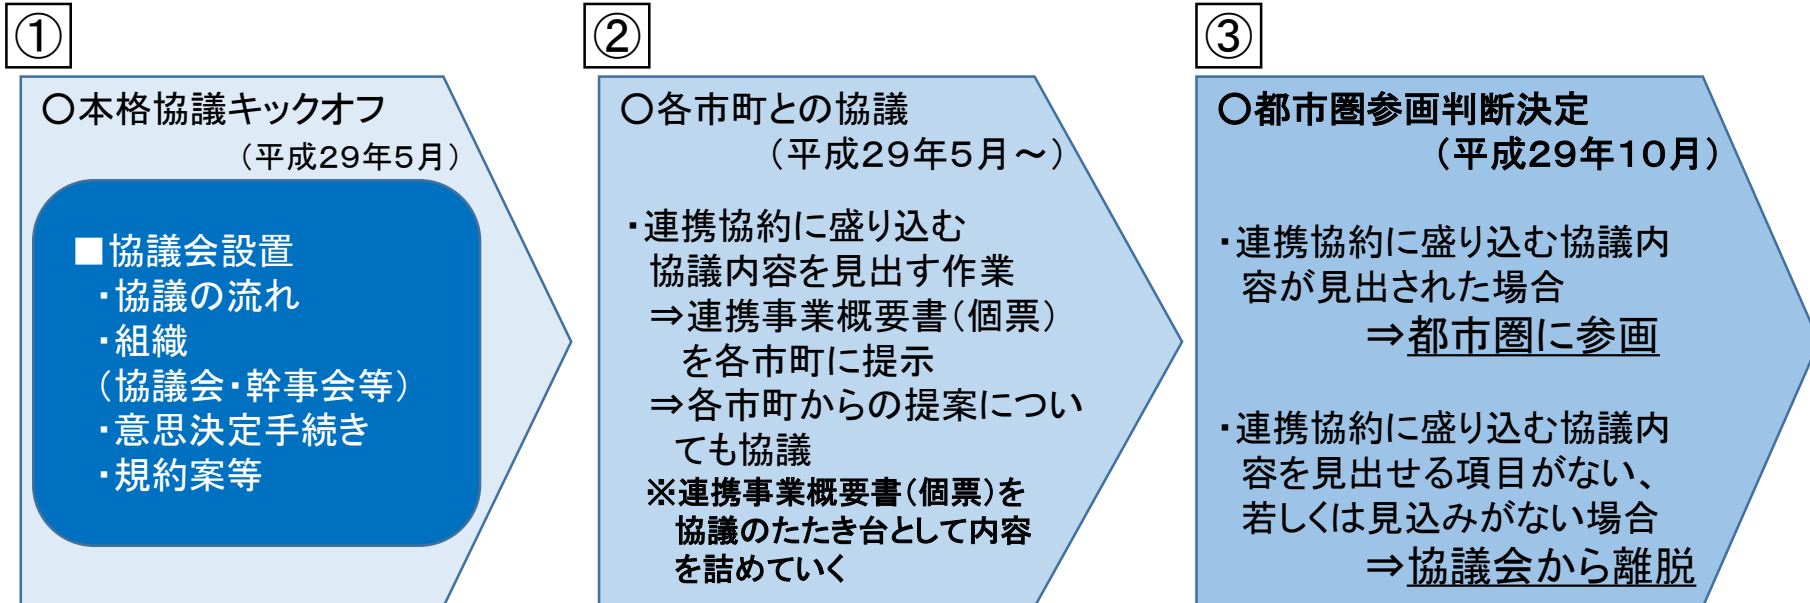 ①
〇本格協議キックオフ
（平成29年5月）
■協議会設置
・協議の流れ
・組織
（協議会・幹事会等）
・意思決定手続き
・規約案等
②
〇各市町との協議
（平成29年5月～）
・連携協約に盛り込む
協議内容を見出す作業
⇒連携事業概要書（個票）
を各市町に提示
⇒各市町からの提案につい
ても協議
※連携事業概要書（個票）を
協議のたたき台として内容
を詰めていく
③
〇都市圏参画判断決定
（平成29年10月）
・連携協約に盛り込む協議内
容が見出された場合
⇒都市圏に参画
・連携協約に盛り込む協議内
容を見出せる項目がない、
若しくは見込みがない場合
⇒協議会から離脱